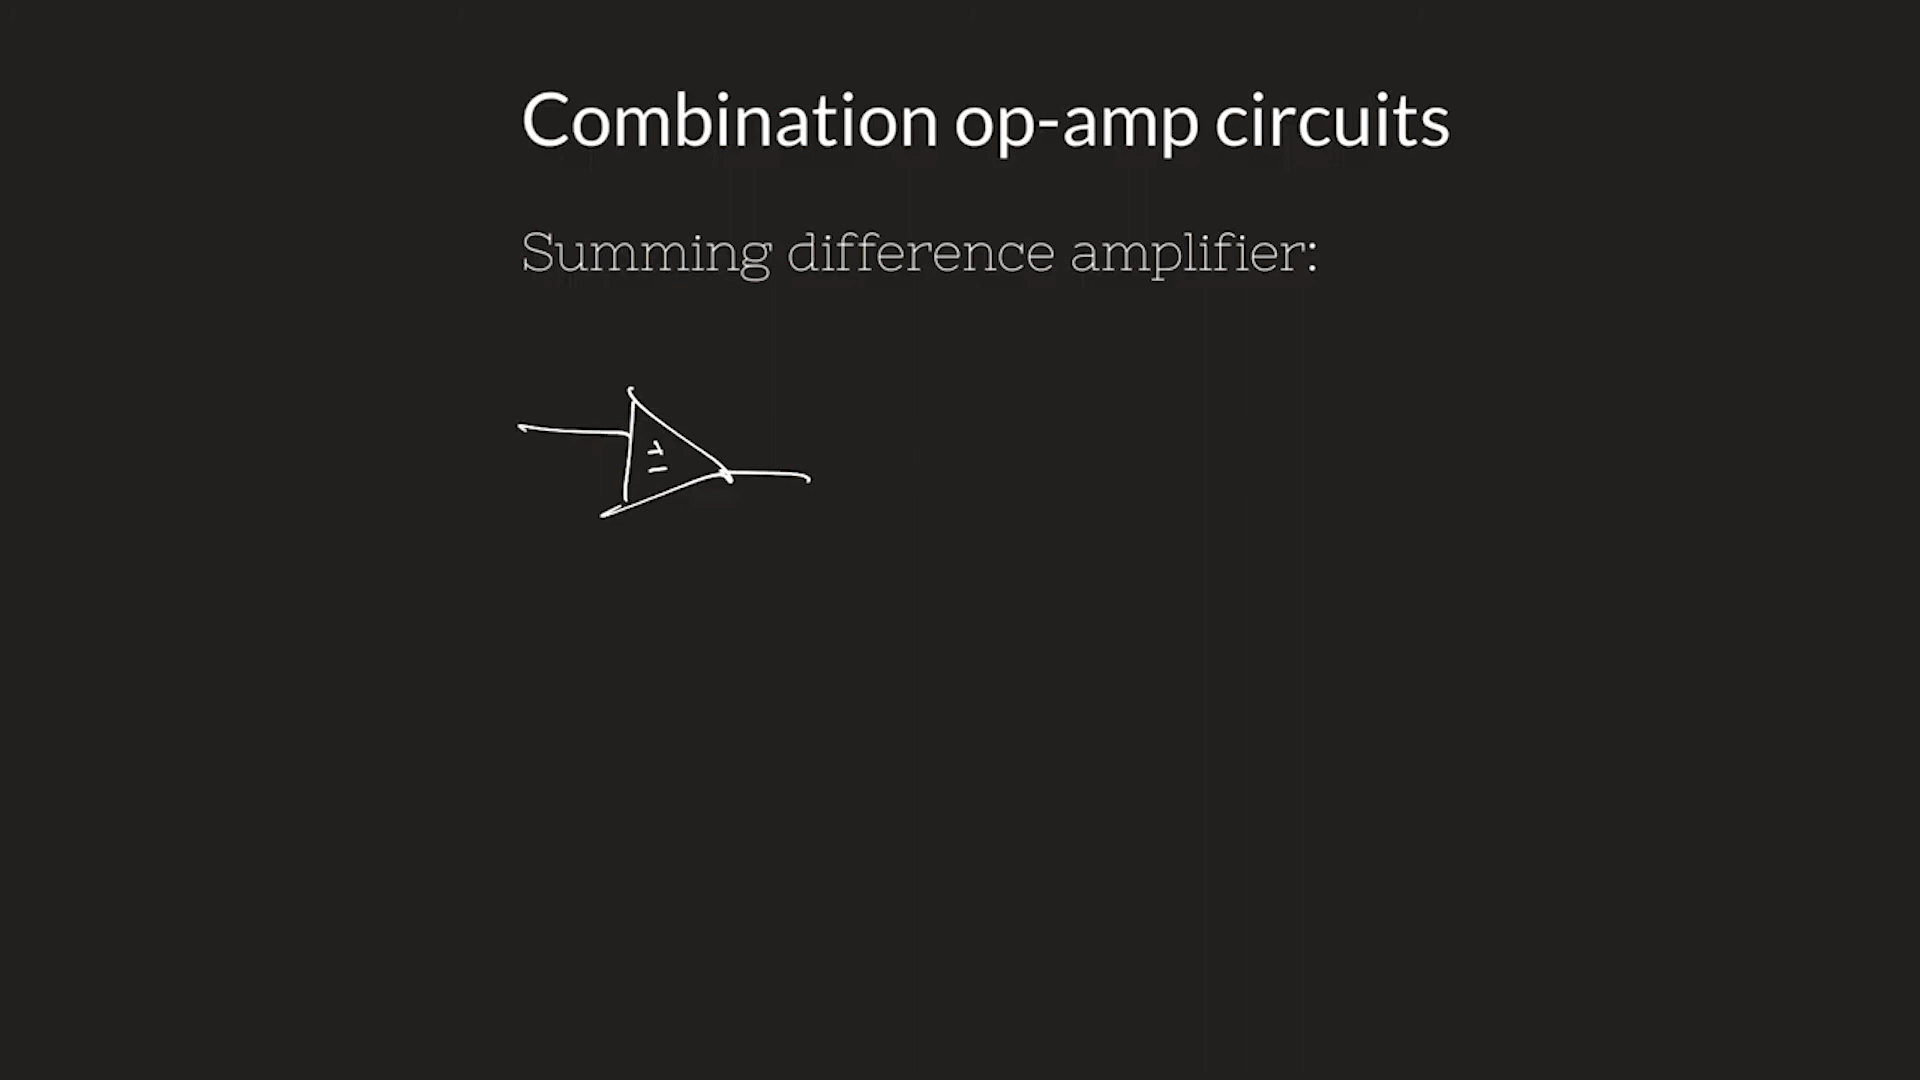 Combination op-amp circuits
Summing difference amplifier:
+
-